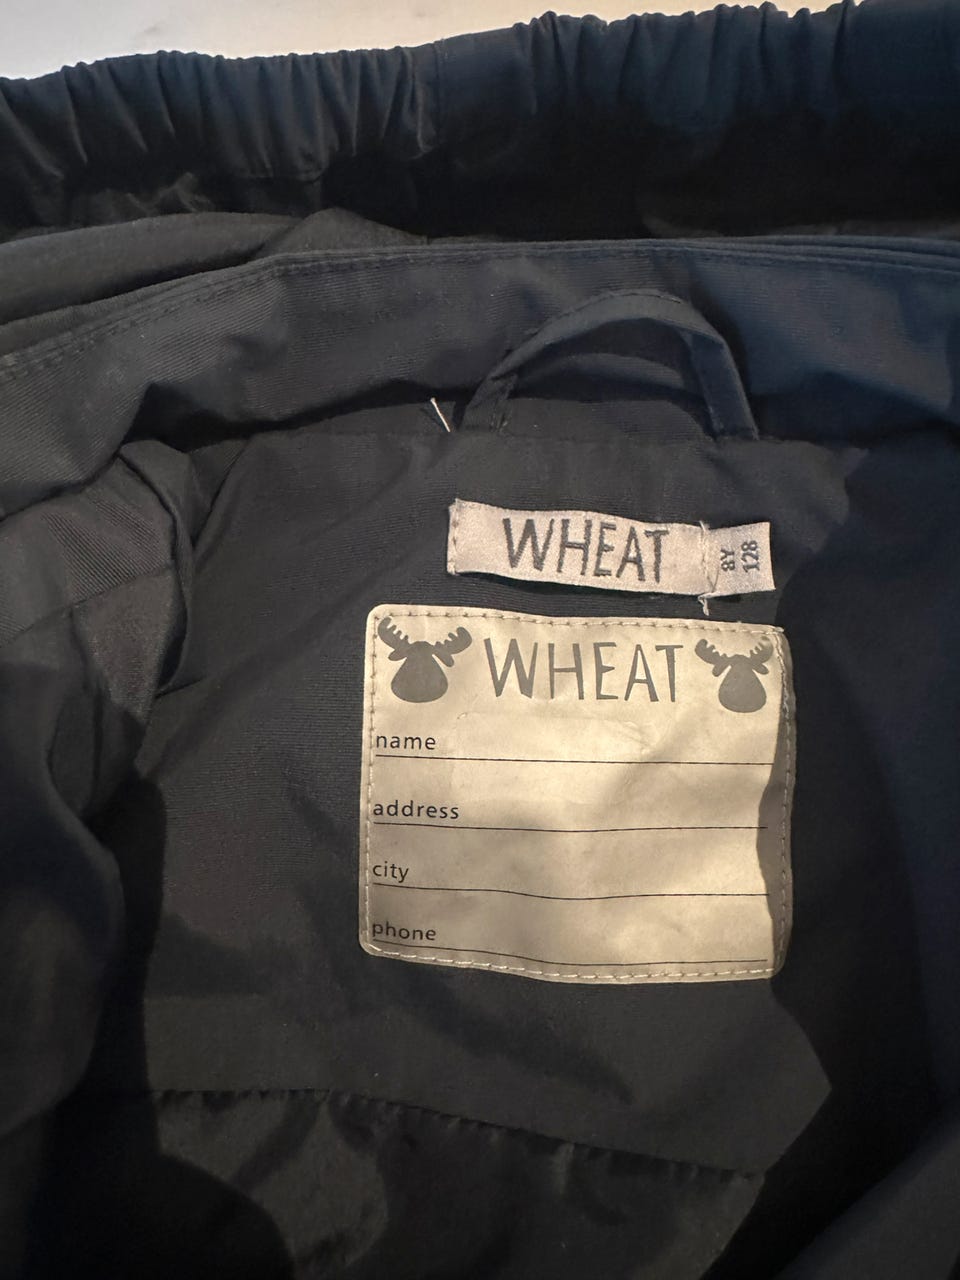 WHEAT
8Y
128
WHEAT
name
address
city
phone